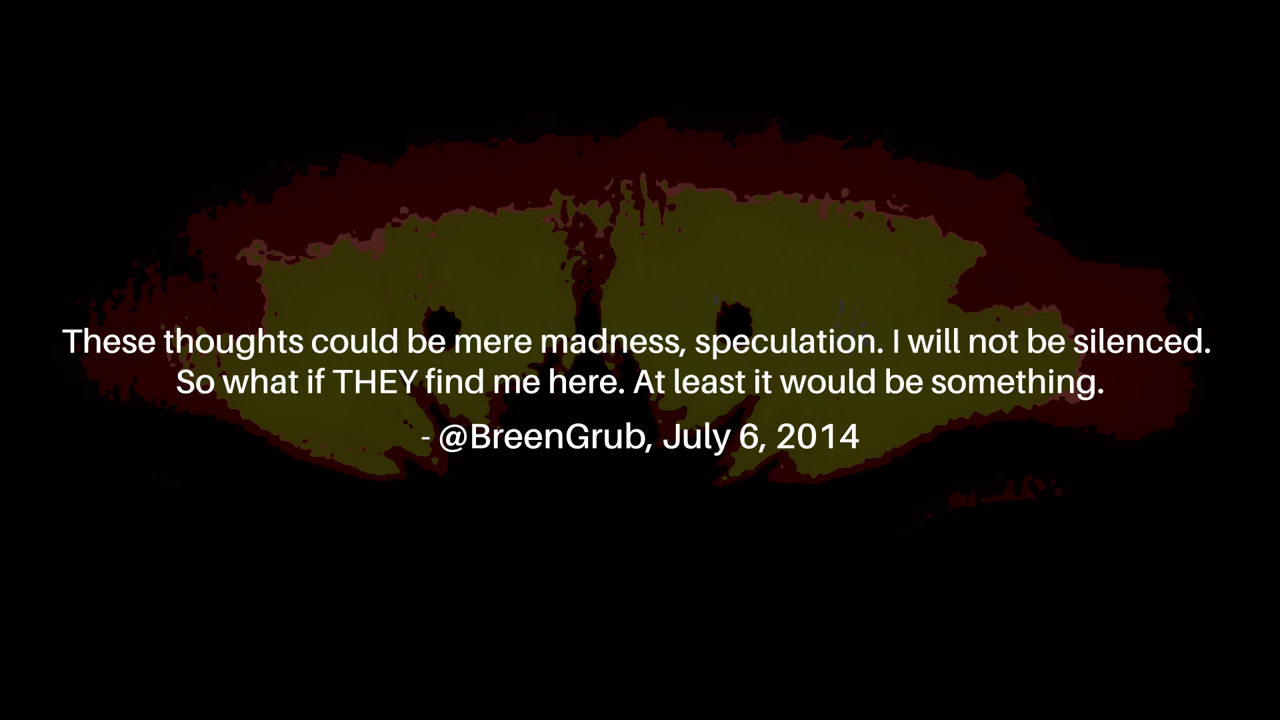 These thoughts could be mere madness, speculation. I will not be silenced.
So what if THEY find me here. At least it would be something.
- @BreenGrub, July 6, 2014